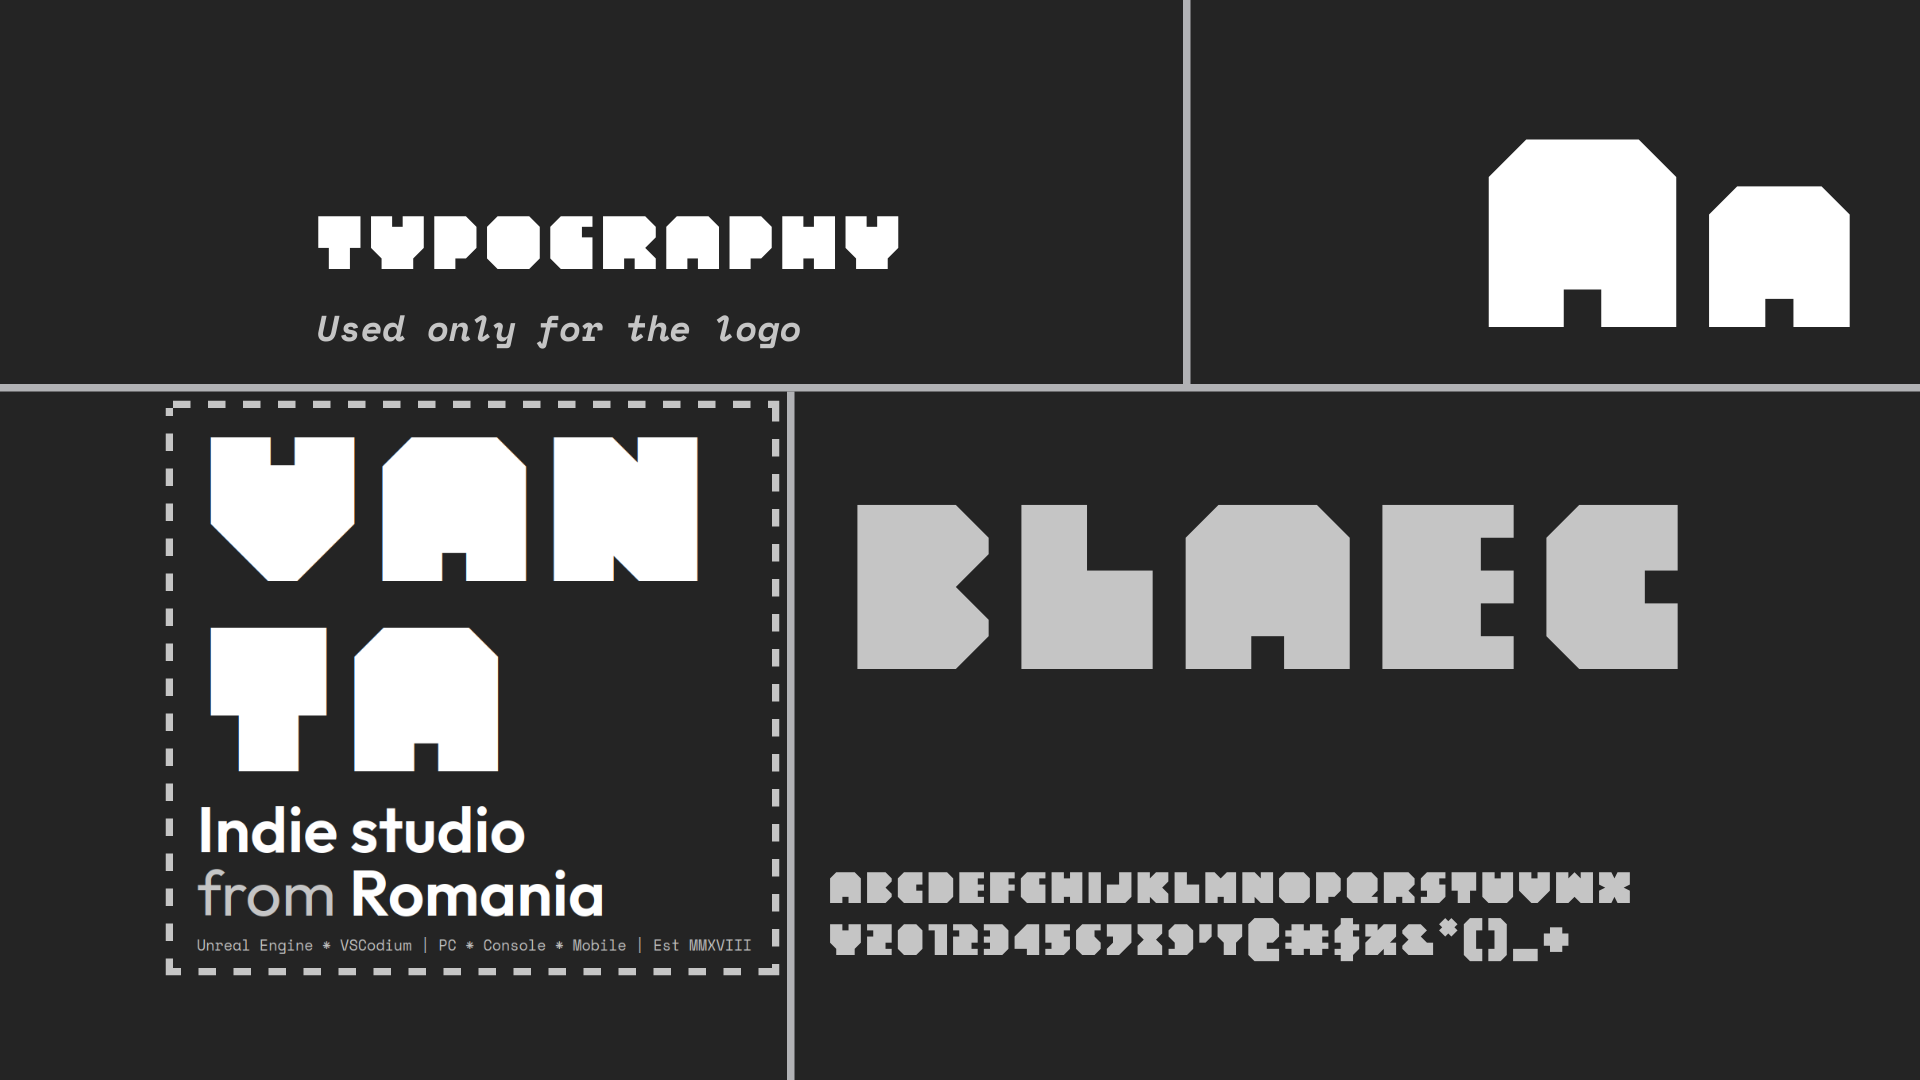 TYPOGRAPHY
Used only for the logo
Aa
VAN
TA
Indie studio
from Romania
Unreal Engine * VSCodium | PC * Console * Mobile | Est MMXVIII
BLAEC
ABCDEFGHIJKLMNOPQRSTUVWX
YZ0123456789'?@#$%&*()_+